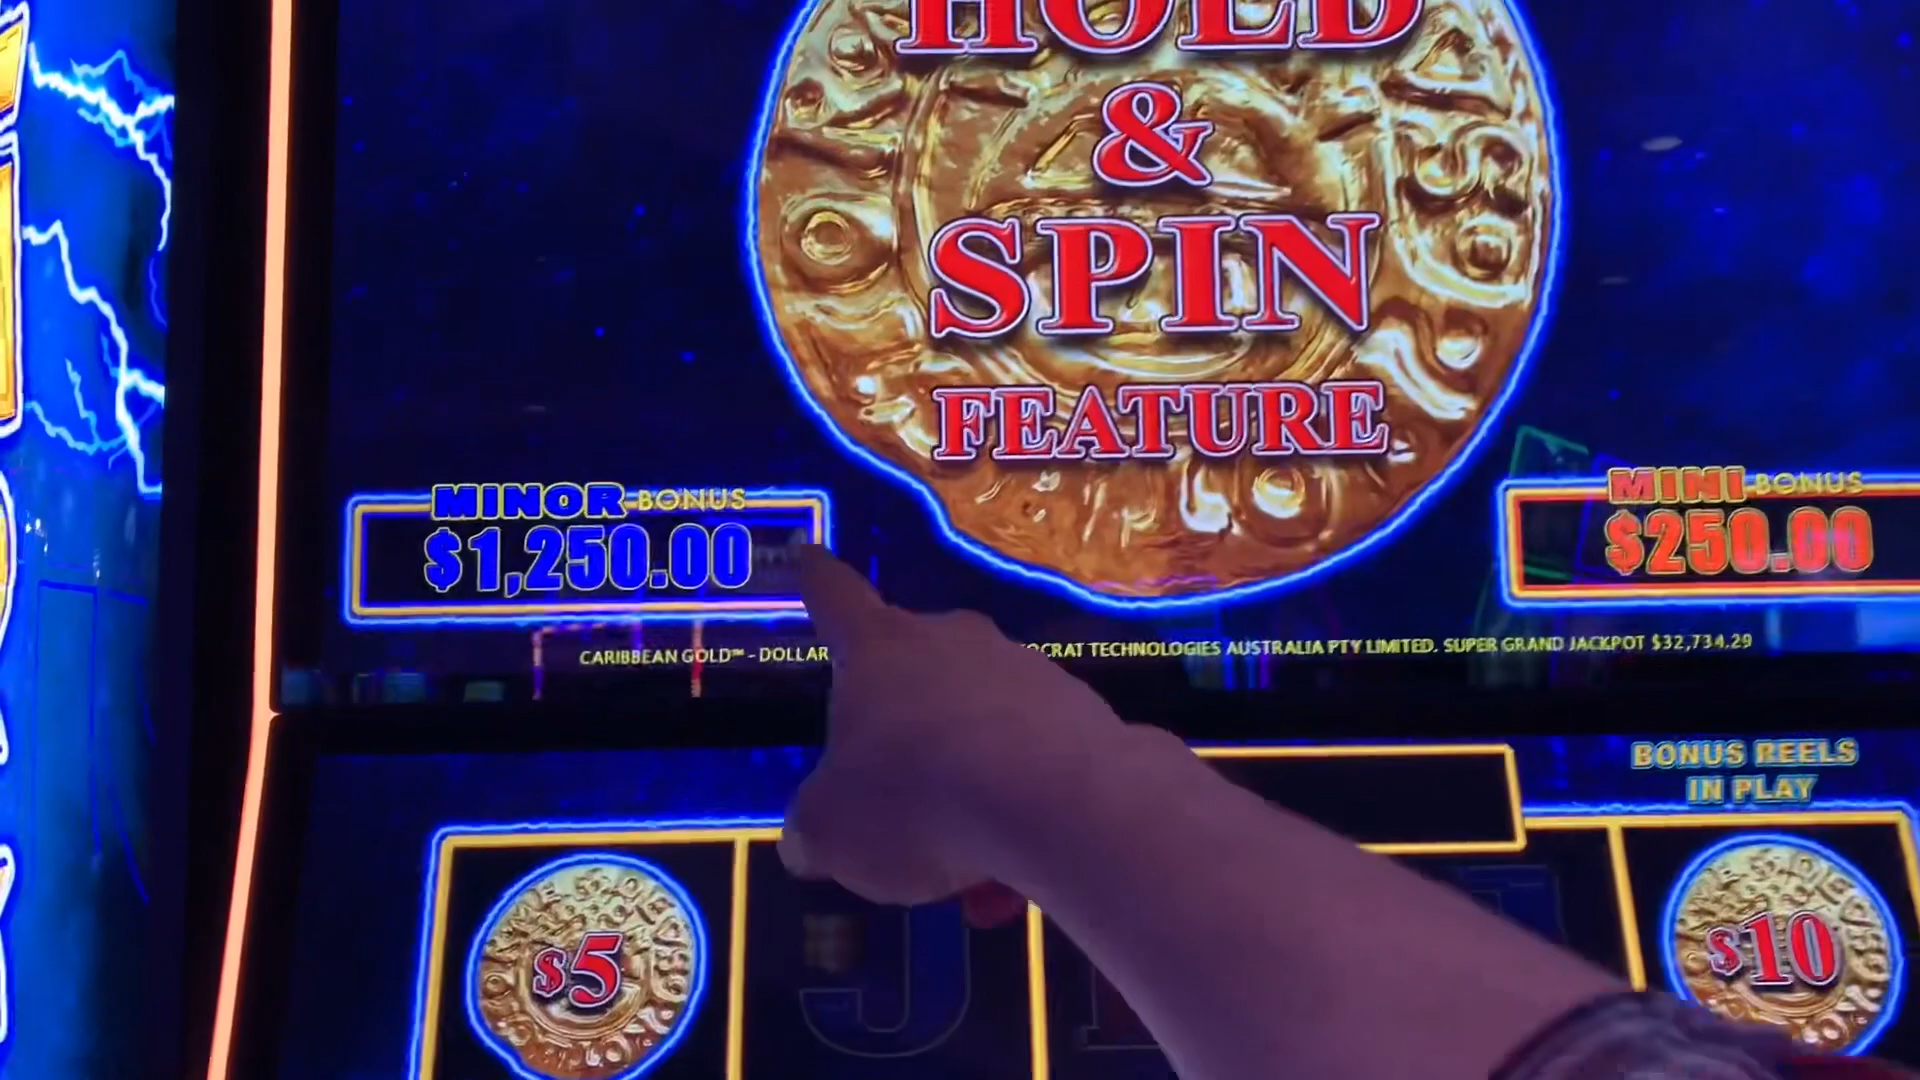 HOLD
&
SPIN
FEATURE
MINOR BONUS
$1,250.00
MINI BONUS
$250.00
CARIBBEAN GOLD™ - DOLLAR
CRAT TECHNOLOGIES AUSTRALIA PTY LIMITED. SUPER GRAND JACKPOT $32,734.29
BONUS REELS
IN PLAY
$5
J
$10